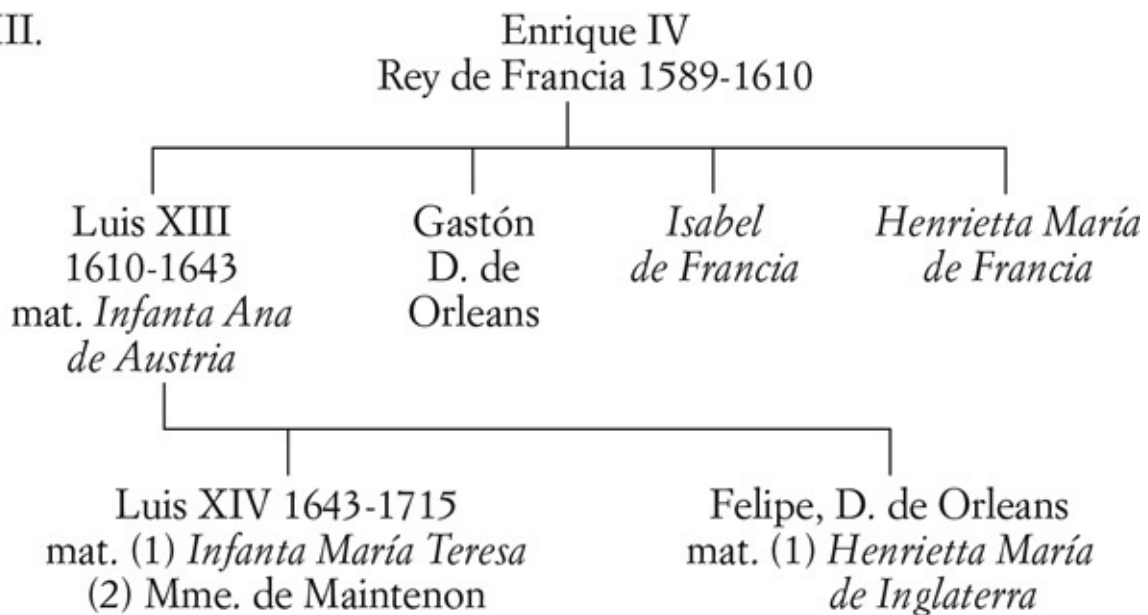 III.
Enrique IV
Rey de Francia 1589-1610
Luis XIII
1610-1643
mat. Infanta Ana
de Austria
Gastón
D. de
Orleans
Isabel
de Francia
Henrietta María
de Francia
Luis XIV 1643-1715
mat. (1) Infanta María Teresa
(2) Mme. de Maintenon
Felipe, D. de Orleans
mat. (1) Henrietta María
de Inglaterra